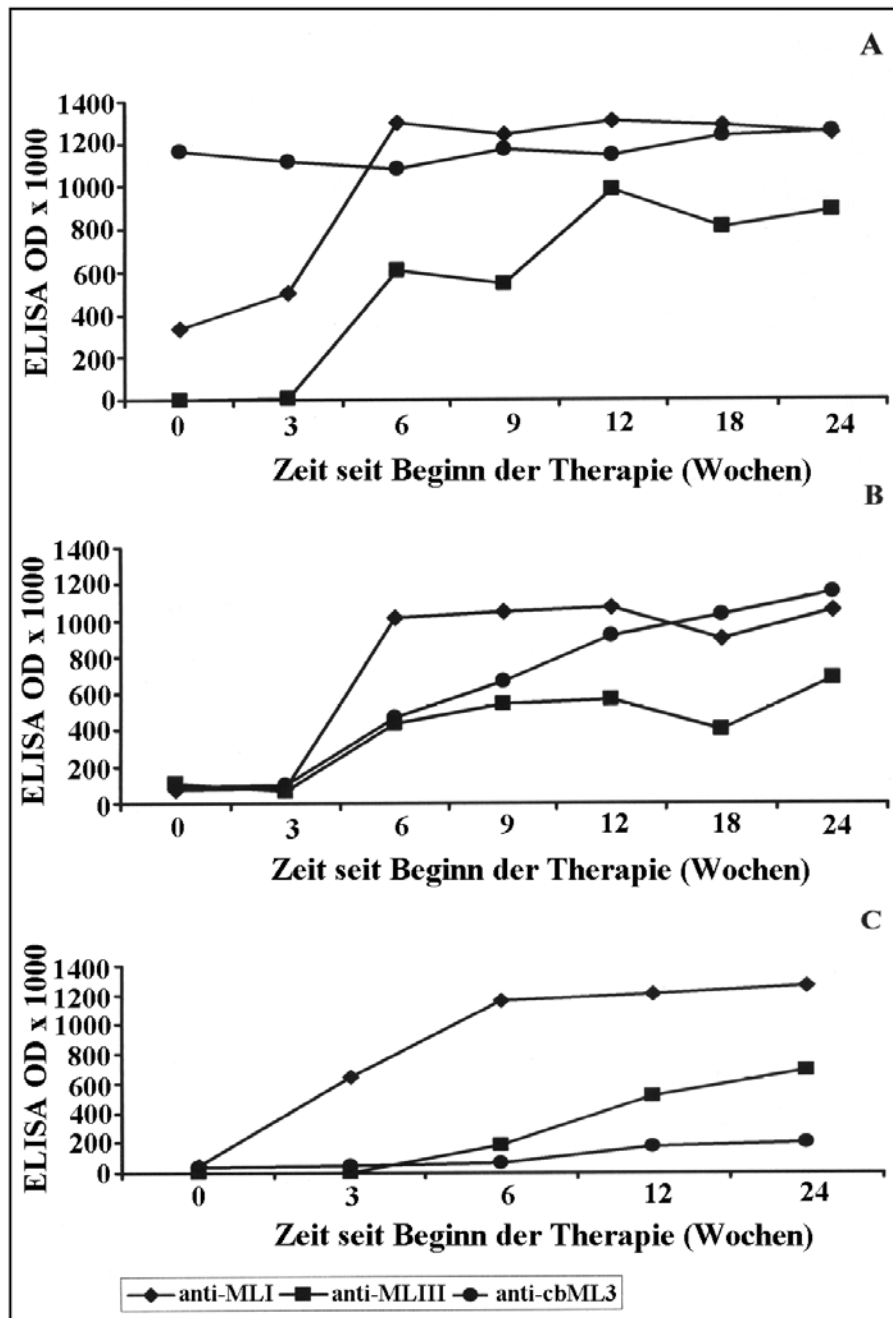 A
1400
1200
1000
800
600
400
200
0
ELISA OD x 1000
0 3 6 9 12 18 24
Zeit seit Beginn der Therapie (Wochen)
B
1400
1200
1000
800
600
400
200
0
ELISA OD x 1000
0 3 6 9 12 18 24
Zeit seit Beginn der Therapie (Wochen)
C
1400
1200
1000
800
600
400
200
0
ELISA OD x 1000
0 3 6 12 24
Zeit seit Beginn der Therapie (Wochen)
anti-MLI anti-MLIII anti-cbML3